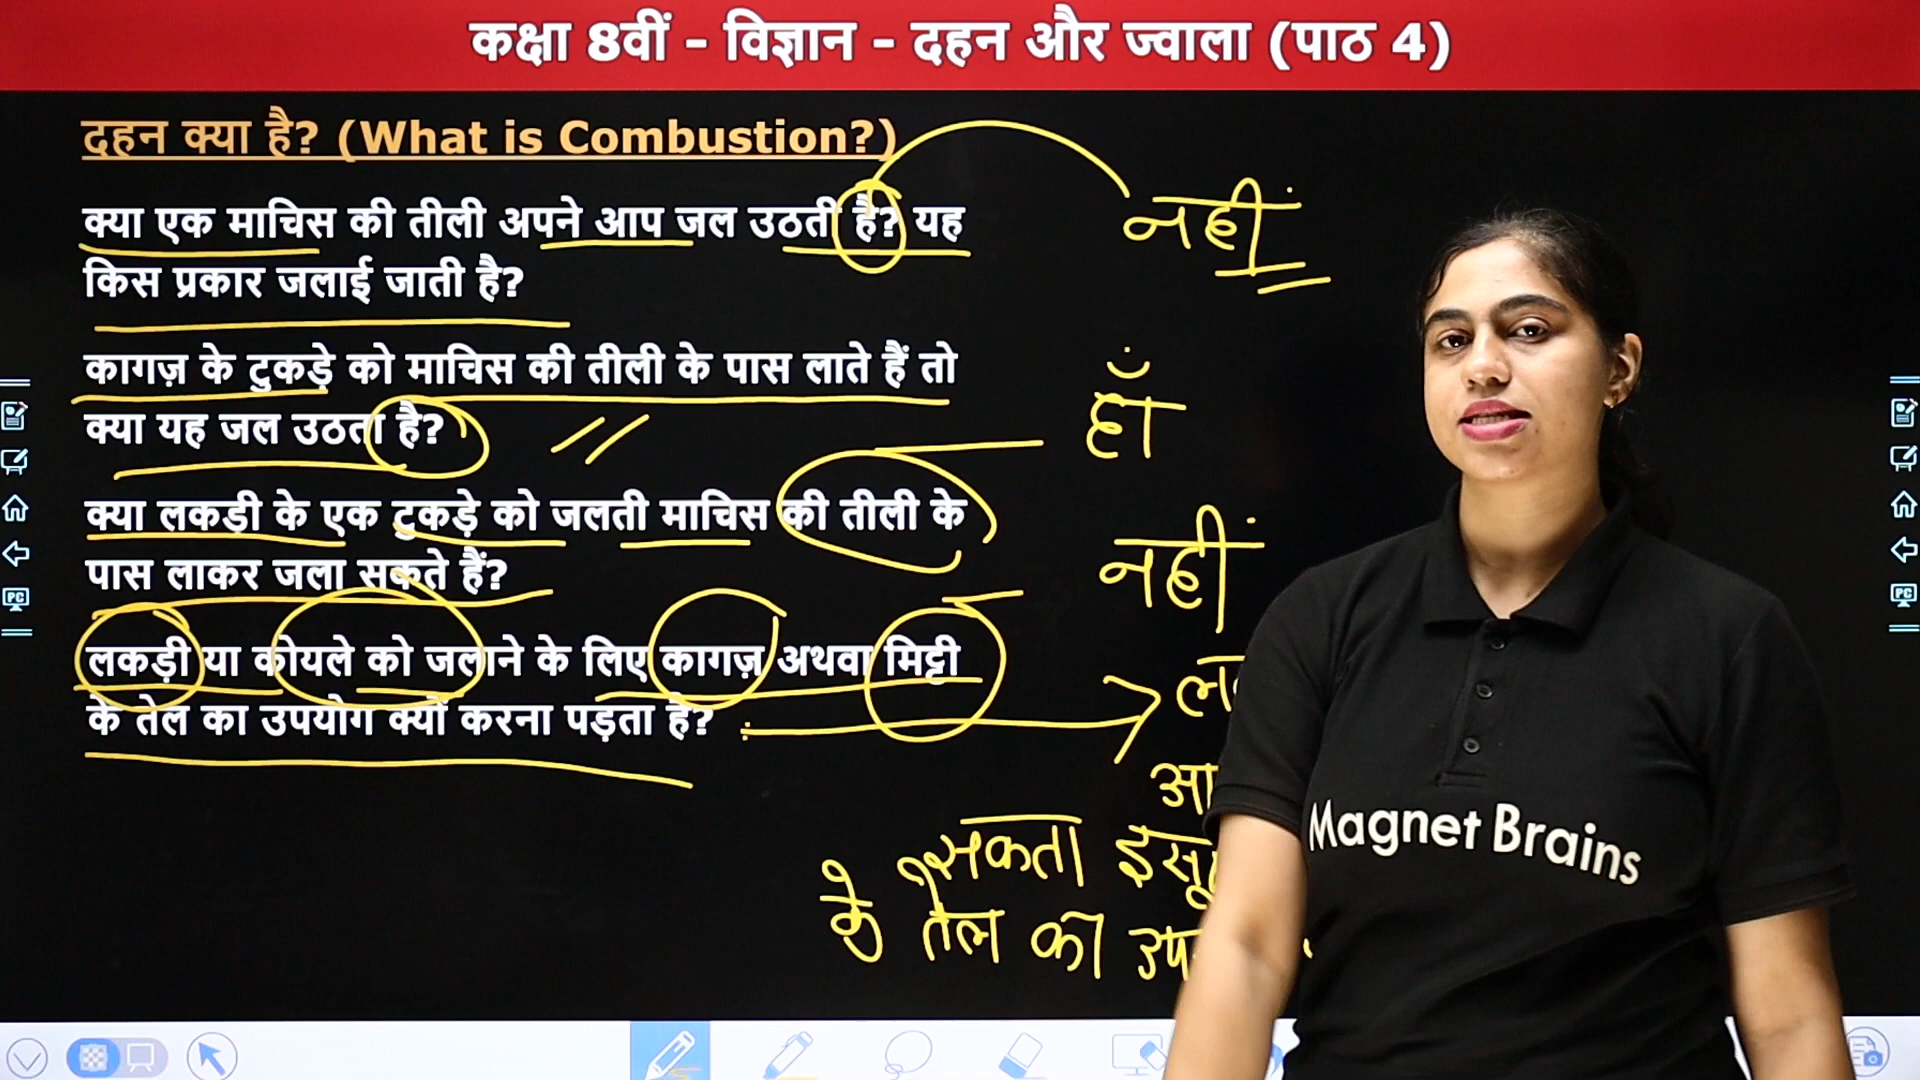 कक्षा 8वीं - विज्ञान - दहन और ज्वाला (पाठ 4)
दहन क्या है? (What is Combustion?)
क्या एक माचिस की तीली अपने आप जल उठती है? यह
किस प्रकार जलाई जाती है?
नहीं
कागज़ के टुकड़े को माचिस की तीली के पास लाते हैं तो
क्या यह जल उठता है?
हाँ
क्या लकड़ी के एक टुकड़े को जलती माचिस की तीली के
पास लाकर जला सकते हैं?
नहीं
लकड़ी या कोयले को जलाने के लिए कागज़ अथवा मिट्टी
के तेल का उपयोग क्यों करना पड़ता है?
सकता
के तेल का
Magnet Brains
PC
PC